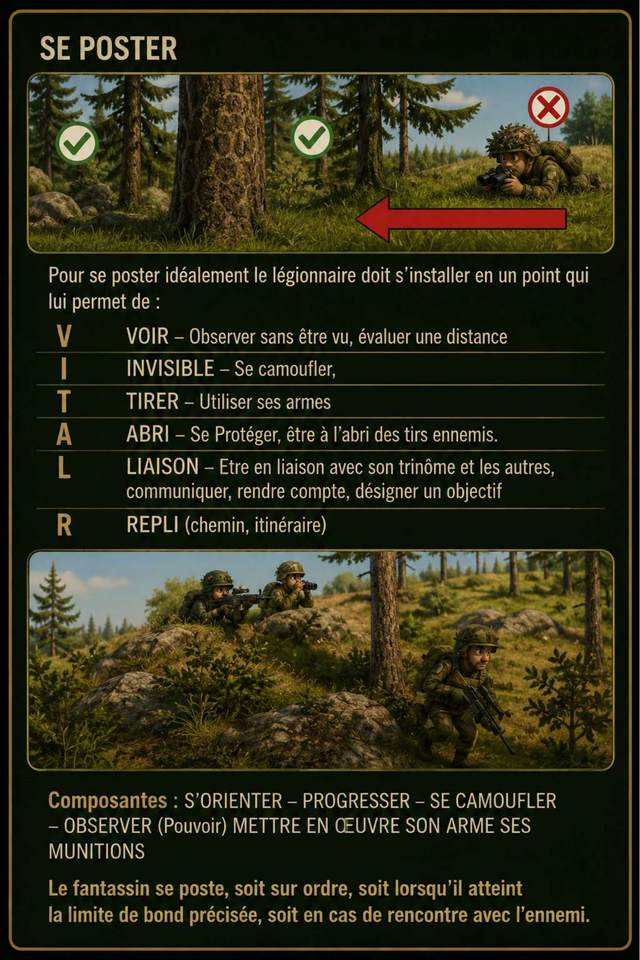 SE POSTER
Pour se poster idéalement le légionnaire doit s'installer en un point qui
lui permet de :
V VOIR – Observer sans être vu, évaluer une distance
I INVISIBLE – Se camoufler,
T TIRER – Utiliser ses armes
A ABRI – Se Protéger, être à l'abri des tirs ennemis.
L LIAISON – Etre en liaison avec son trinôme et les autres,
communiquer, rendre compte, désigner un objectif
R REPLI (chemin, itinéraire)
Composantes : S'ORIENTER – PROGRESSER – SE CAMOUFLER
– OBSERVER (Pouvoir) METTRE EN ŒUVRE SON ARME SES
MUNITIONS
Le fantassin se poste, soit sur ordre, soit lorsqu'il atteint
la limite de bond précisée, soit en cas de rencontre avec l'ennemi.